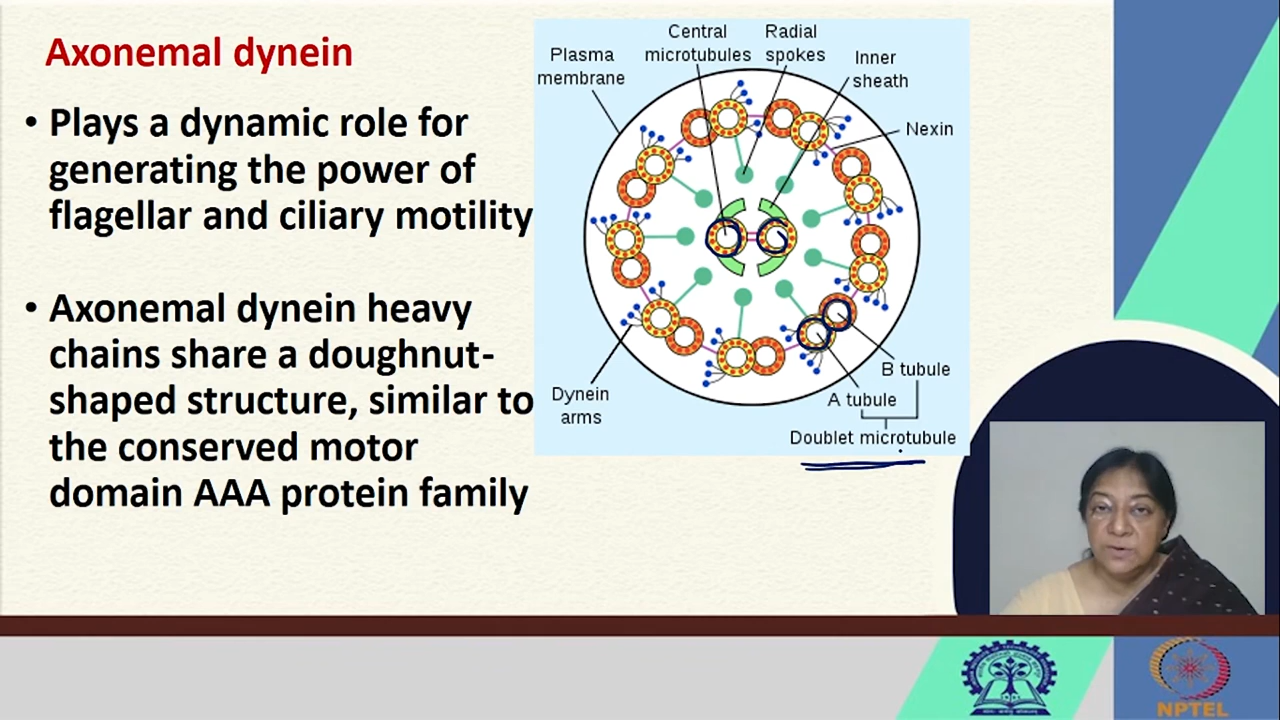 Axonemal dynein
• Plays a dynamic role for
generating the power of
flagellar and ciliary motility
• Axonemal dynein heavy
chains share a doughnut-
shaped structure, similar to
the conserved motor
domain AAA protein family
Plasma
membrane
Central
microtubules
Radial
spokes
Inner
sheath
Nexin
Dynein
arms
B tubule
A tubule
Doublet microtubule
NPTEL